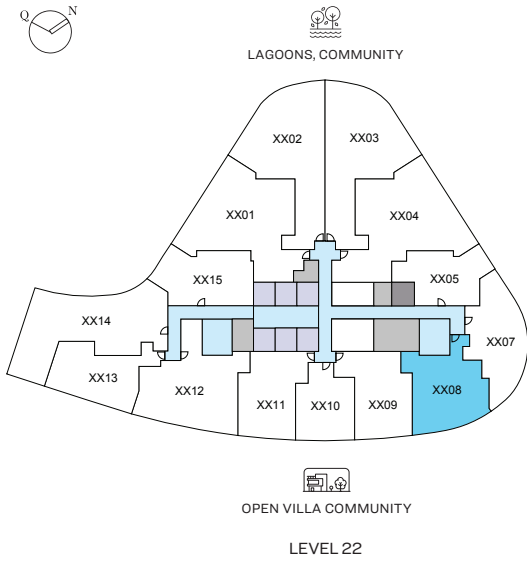 Q N
LAGOONS, COMMUNITY
XX02 XX03
XX01 XX04
XX15 XX05
XX14 XX07
XX13 XX12 XX08
XX11 XX10 XX09
OPEN VILLA COMMUNITY
LEVEL 22